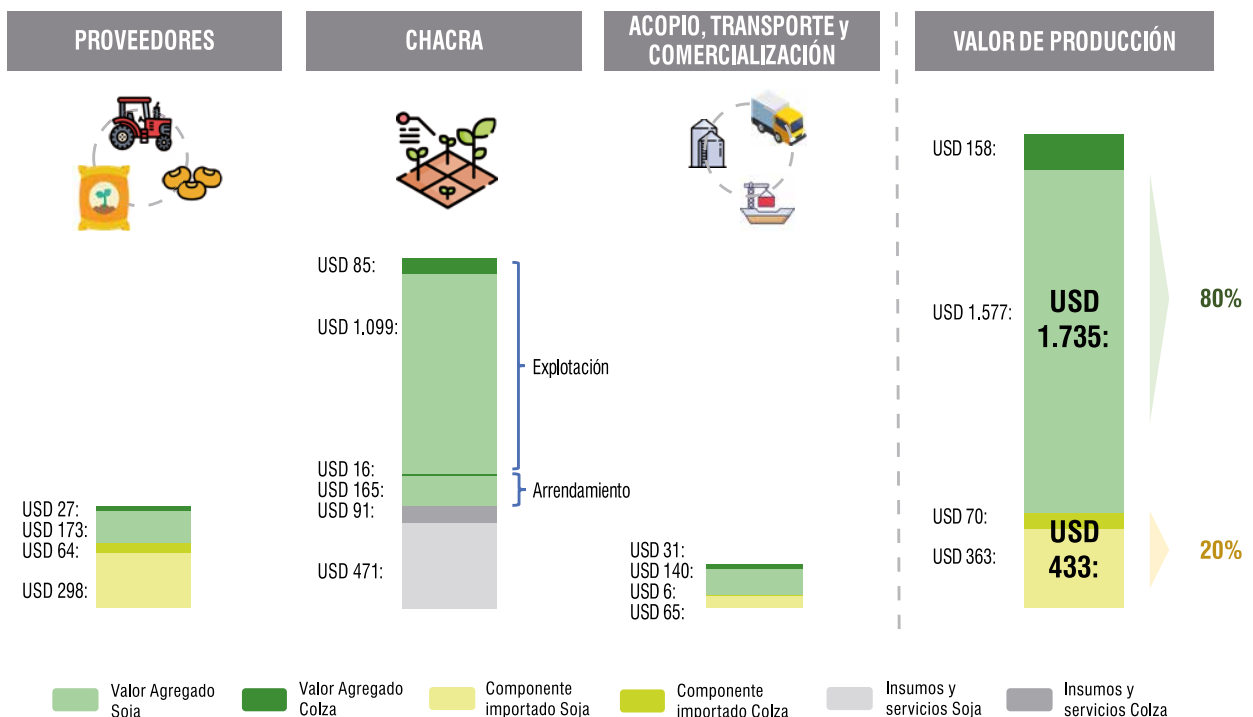 PROVEEDORES
CHACRA
ACOPIO, TRANSPORTE y
COMERCIALIZACIÓN
VALOR DE PRODUCCIÓN
USD 27:
USD 173:
USD 64:
USD 298:
USD 85:
USD 1.099:
USD 16:
USD 165:
USD 91:
USD 471:
Explotación
Arrendamiento
USD 31:
USD 140:
USD 6:
USD 65:
USD 158:
USD 1.577:
USD 70:
USD 363:
USD
1.735:
USD
433:
80%
20%
Valor Agregado
Soja
Valor Agregado
Colza
Componente
importado Soja
Componente
importado Colza
Insumos y
servicios Soja
Insumos y
servicios Colza